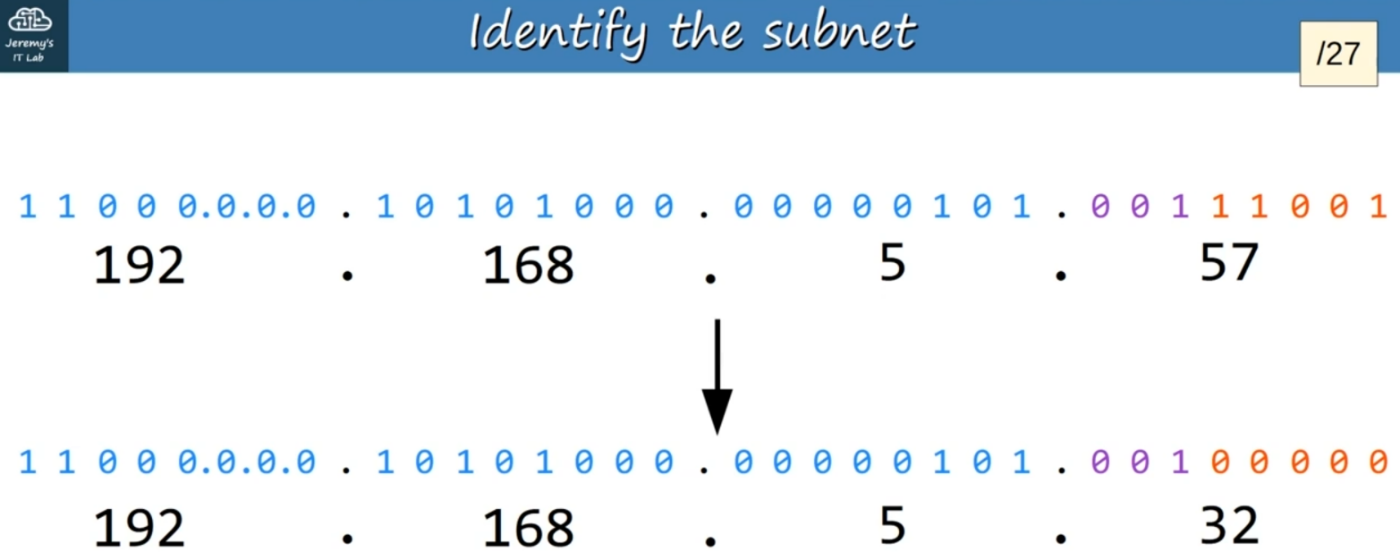 Jeremy's
IT Lab
Identify the subnet
/27
1 1 0 0 0.0.0.0 . 1 0 1 0 1 0 0 0 . 0 0 0 0 0 1 0 1 . 0 0 1 1 1 0 0 1
192 . 168 . 5 . 57
1 1 0 0 0.0.0.0 . 1 0 1 0 1 0 0 0 . 0 0 0 0 0 1 0 1 . 0 0 1 0 0 0 0 0
192 . 168 . 5 . 32